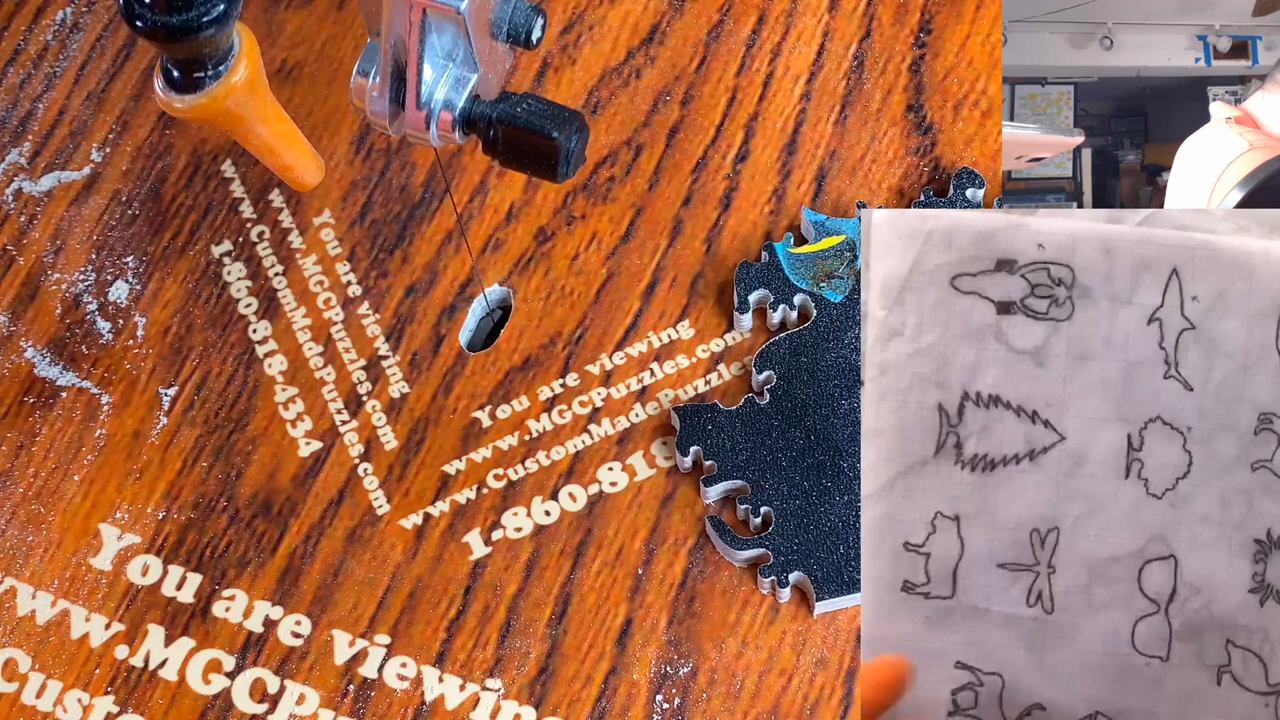 You are viewing
www.MGCPuzzles.com
www.CustomMadePuzzles.com
1-860-818-4334
You are viewing
www.MGCPuzzles.com
www.CustomMadePuzzles
1-860-818
You are viewing
www.MGCPu
Custo